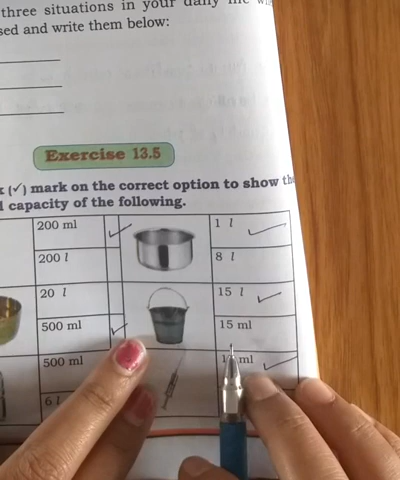 three situations in your daily life
sed and write them below:
Exercise 13.5
(✓) mark on the correct option to show the
capacity of the following.
200 ml ✓
1 l ✓
200 l
8 l
20 l
15 l ✓
500 ml ✓
15 ml
500 ml
ml ✓
6 l